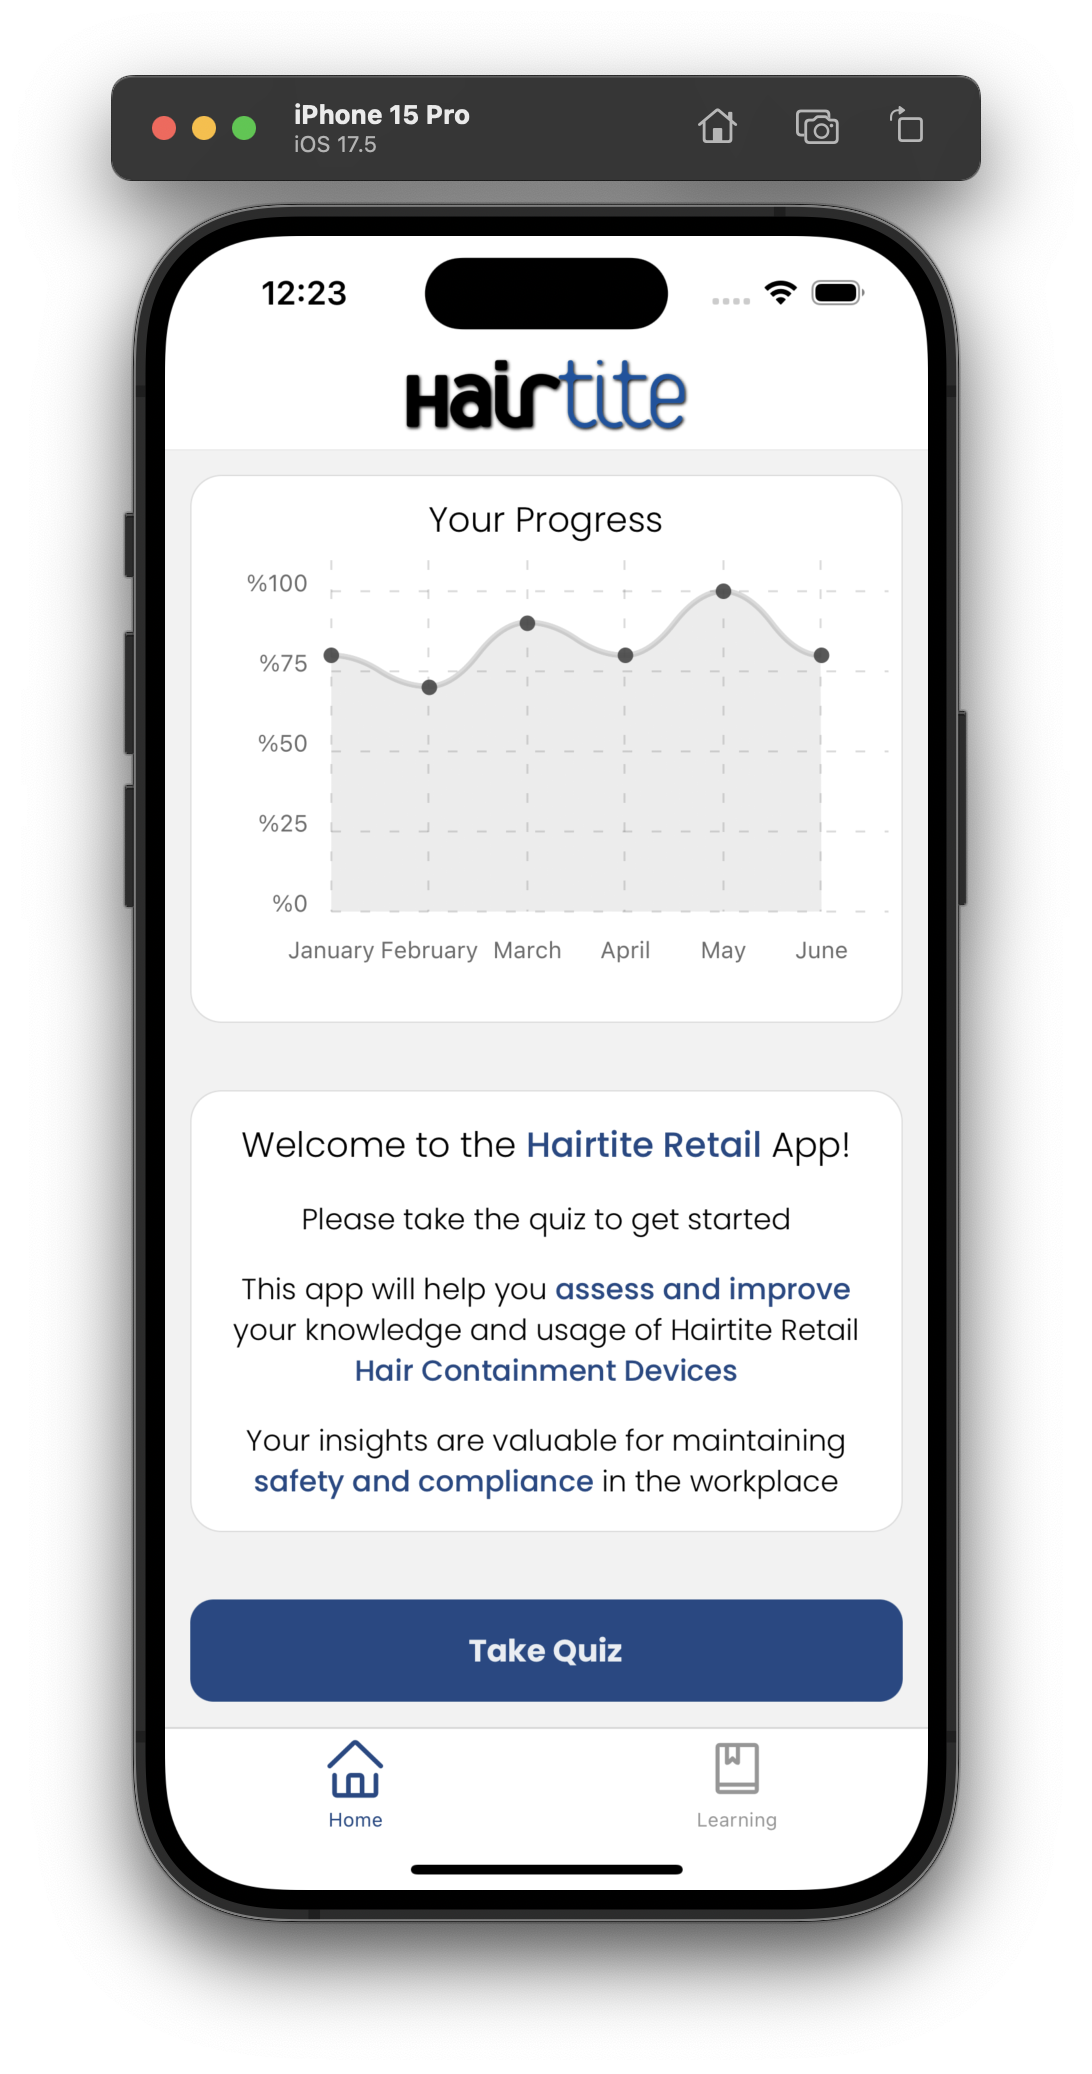 iPhone 15 Pro
iOS 17.5
12:23
Hairtite
Your Progress
%100
%75
%50
%25
%0
January February March April May June
Welcome to the Hairtite Retail App!
Please take the quiz to get started
This app will help you assess and improve
your knowledge and usage of Hairtite Retail
Hair Containment Devices
Your insights are valuable for maintaining
safety and compliance in the workplace
Take Quiz
Home Learning